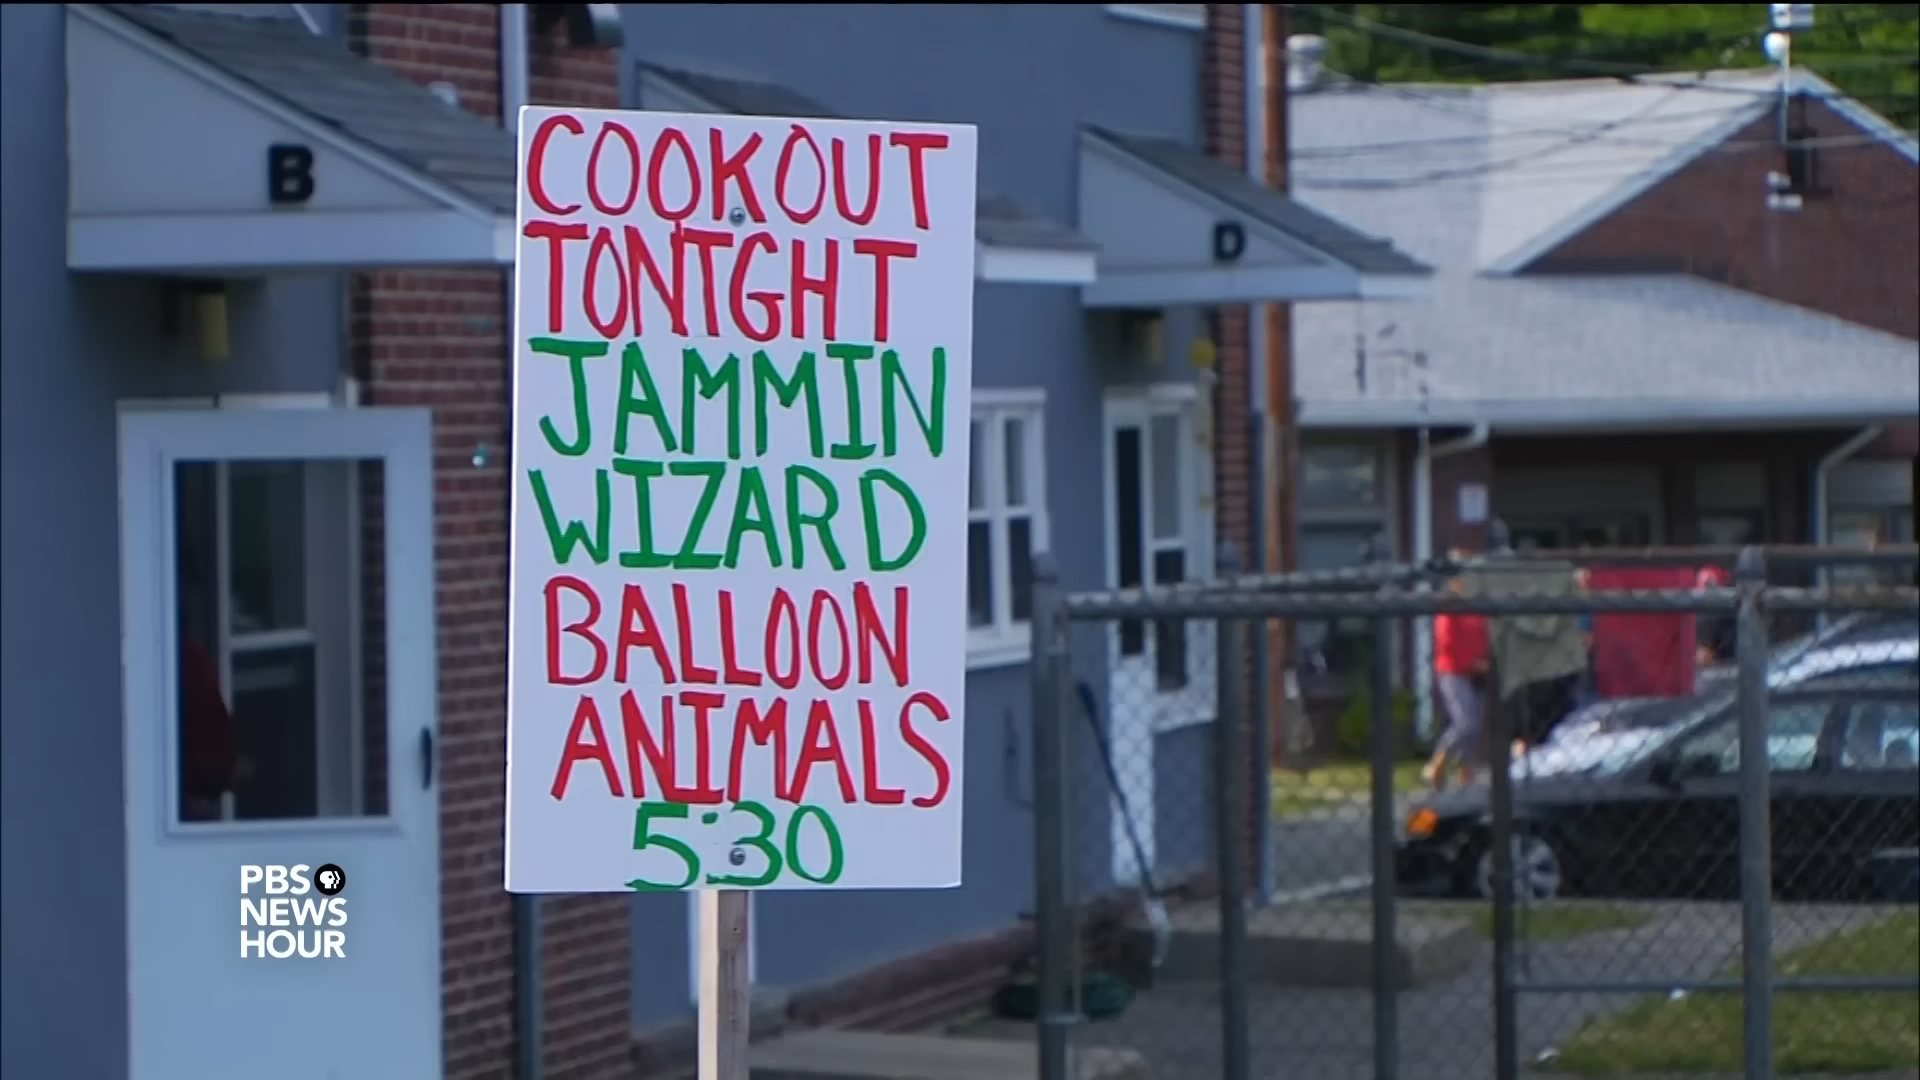 B
D
COOKOUT
TONIGHT
JAMMIN
WIZARD
BALLOON
ANIMALS
5:30
PBS
NEWS
HOUR